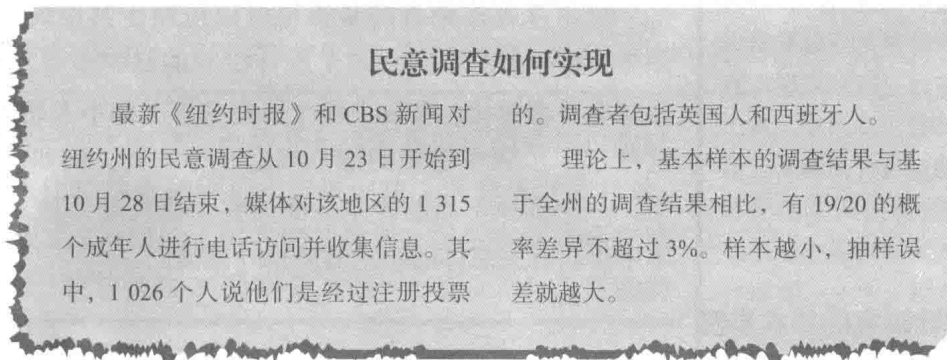 民意调查如何实现
最新《纽约时报》和 CBS 新闻对
纽约州的民意调查从 10 月 23 日开始到
10 月 28 日结束，媒体对该地区的 1 315
个成年人进行电话访问并收集信息。其
中，1 026 个人说他们是经过注册投票
的。调查者包括英国人和西班牙人。
理论上，基本样本的调查结果与基
于全州的调查结果相比，有 19/20 的概
率差异不超过 3%。样本越小，抽样误
差就越大。